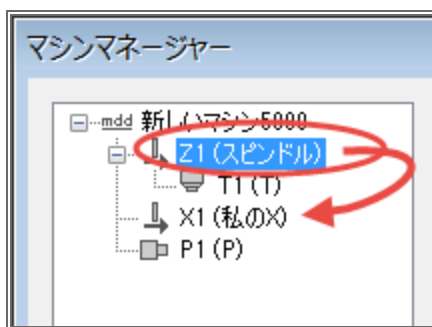 マシンマネージャー
mdd 新しいマシン5000
Z1 (スピンドル)
T1 (T)
X1 (私のX)
P1 (P)